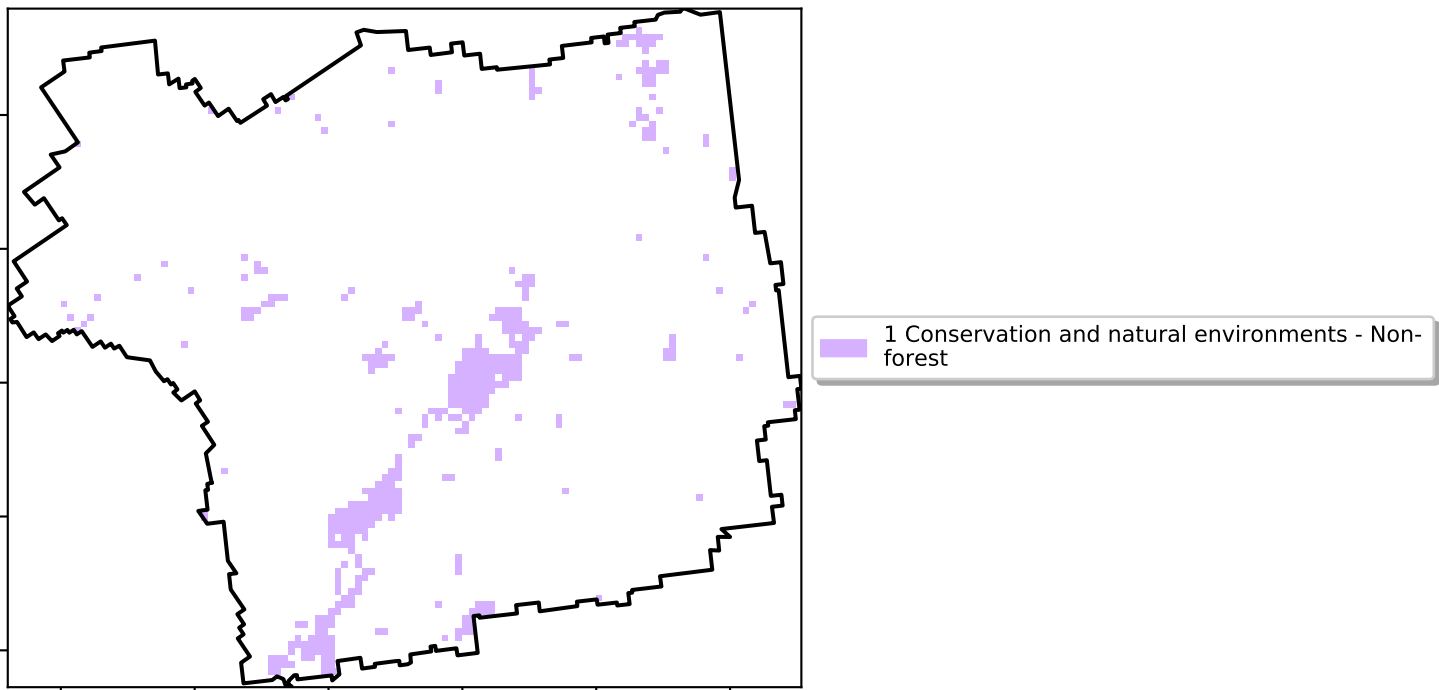 1 Conservation and natural environments - Non-
forest